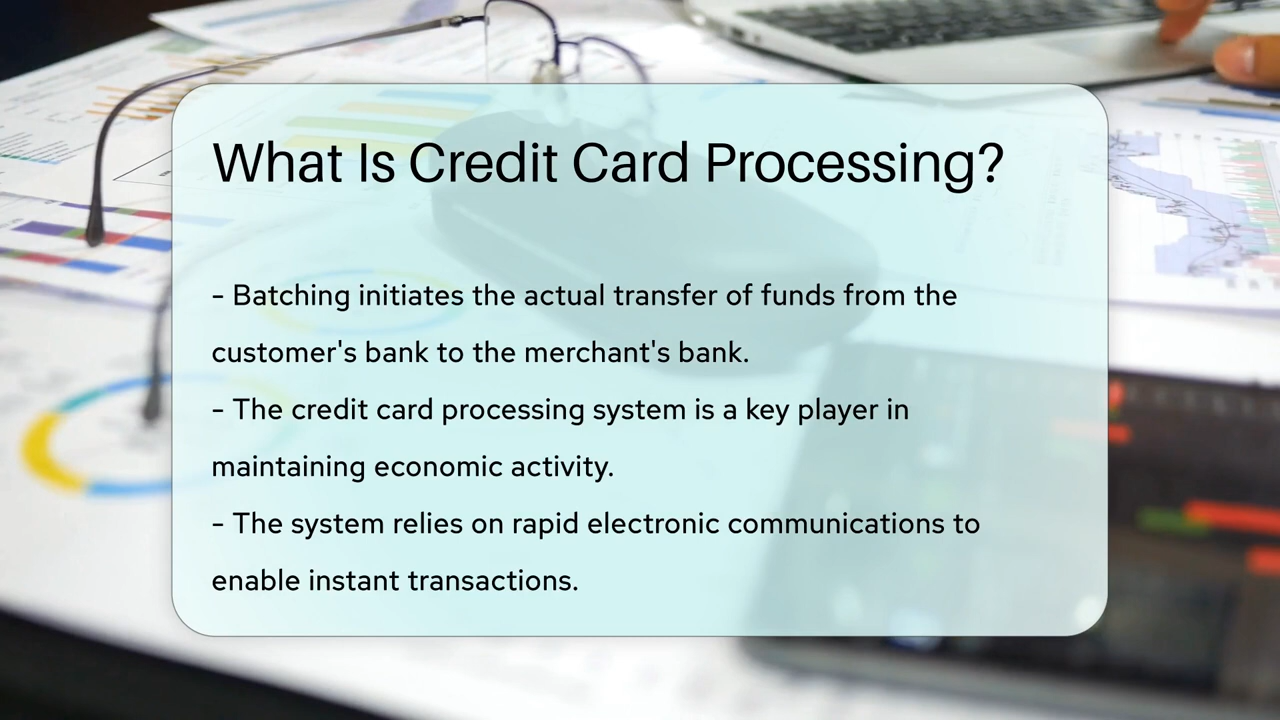 What Is Credit Card Processing?
– Batching initiates the actual transfer of funds from the
customer's bank to the merchant's bank.
– The credit card processing system is a key player in
maintaining economic activity.
– The system relies on rapid electronic communications to
enable instant transactions.